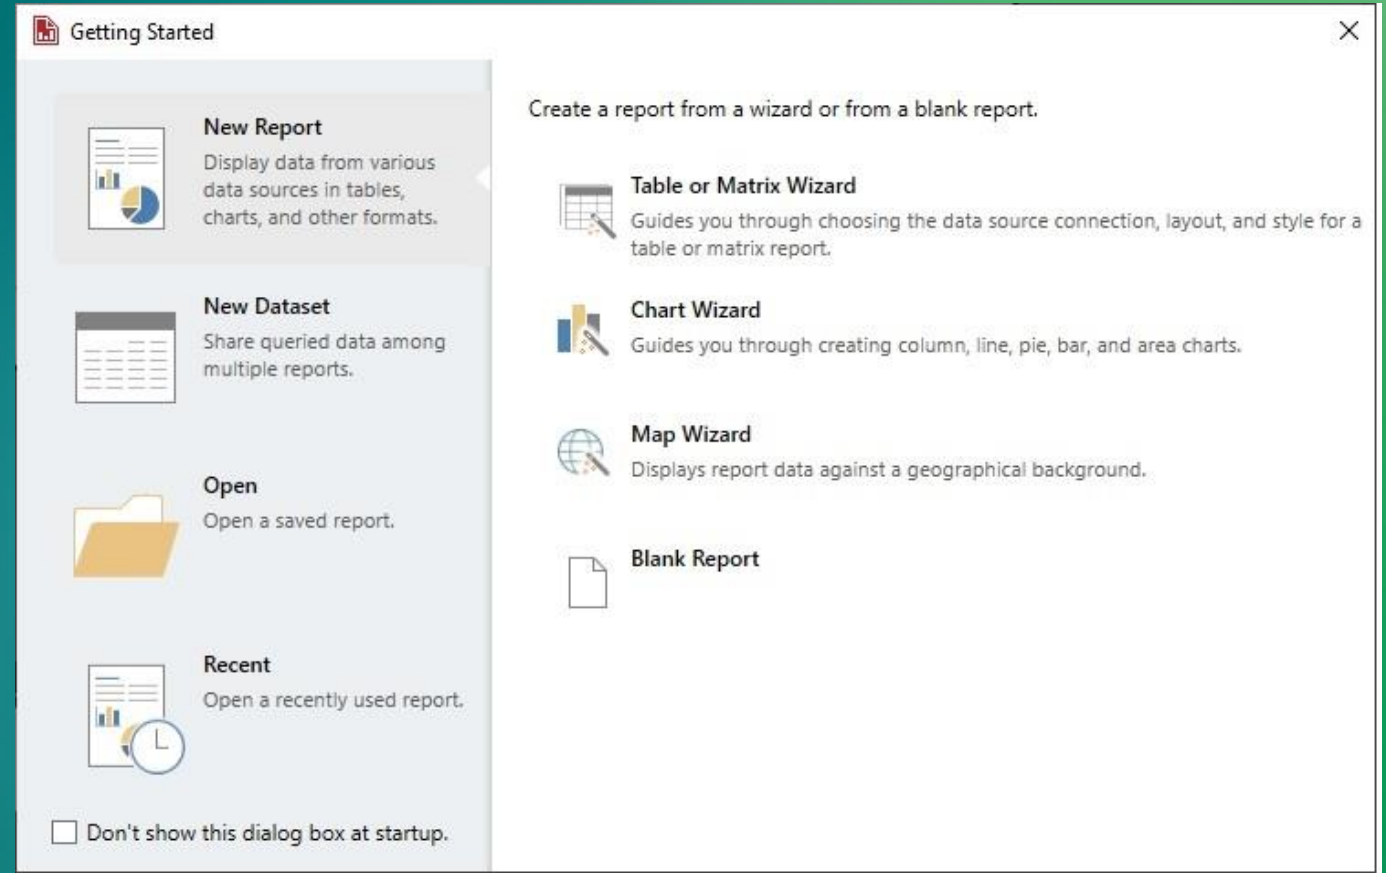 Getting Started
New Report
Display data from various
data sources in tables,
charts, and other formats.
New Dataset
Share queried data among
multiple reports.
Open
Open a saved report.
Recent
Open a recently used report.
Don't show this dialog box at startup.
Create a report from a wizard or from a blank report.
Table or Matrix Wizard
Guides you through choosing the data source connection, layout, and style for a
table or matrix report.
Chart Wizard
Guides you through creating column, line, pie, bar, and area charts.
Map Wizard
Displays report data against a geographical background.
Blank Report